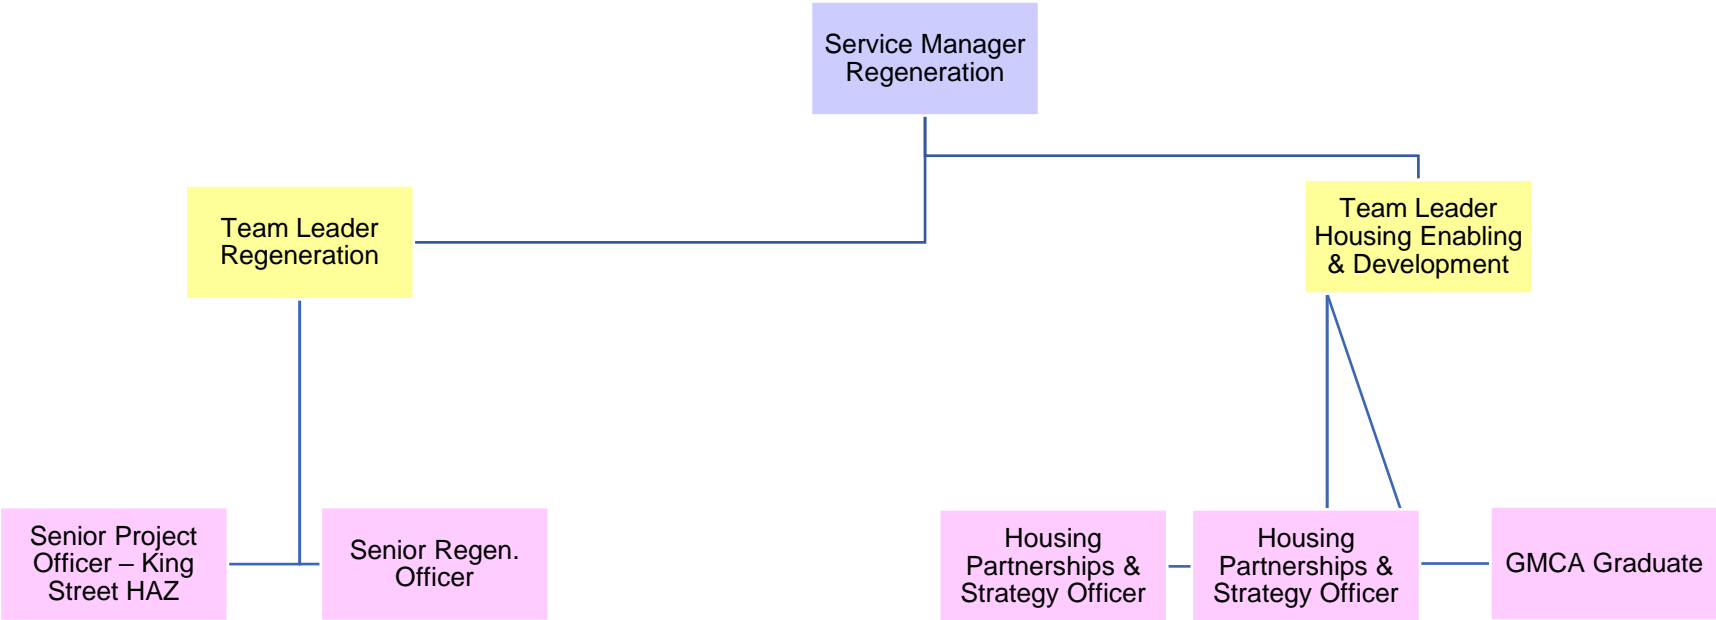 Service Manager
Regeneration
Team Leader
Regeneration
Team Leader
Housing Enabling
& Development
Senior Project
Officer – King
Street HAZ
Senior Regen.
Officer
Housing
Partnerships &
Strategy Officer
Housing
Partnerships &
Strategy Officer
GMCA Graduate